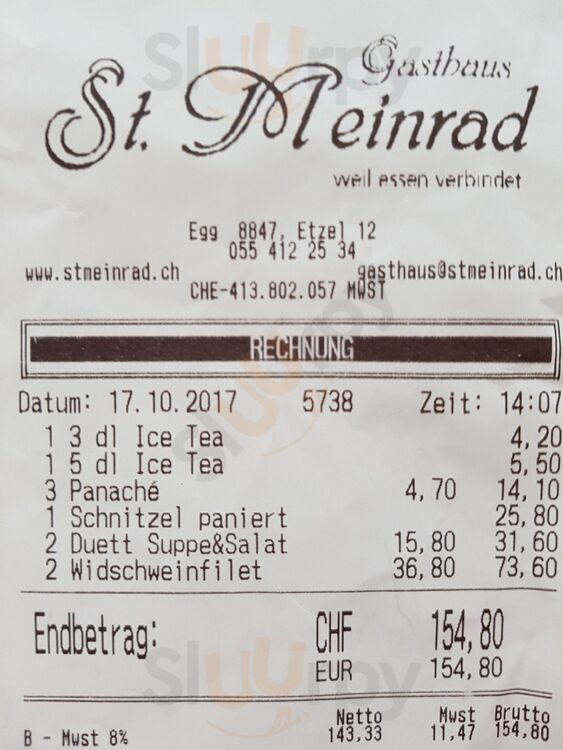 Gasthaus
St. Meinrad
weil essen verbindet
Egg 8847, Etzel 12
055 412 25 34
www.stmeinrad.ch gasthaus@stmeinrad.ch
CHE-413.802.057 MWST
RECHNUNG
Datum: 17.10.2017 5738 Zeit: 14:07
1 3 dl Ice Tea 4,20
1 5 dl Ice Tea 5,50
3 Panaché 4,70 14,10
1 Schnitzel paniert 25,80
2 Duett Suppe&Salat 15,80 31,60
2 Widschweinfilet 36,80 73,60
Endbetrag: CHF 154,80
EUR 154,80
Netto Mwst Brutto
B - Mwst 8% 143,33 11,47 154,80
sluurpy
sluurpy
sluurpy